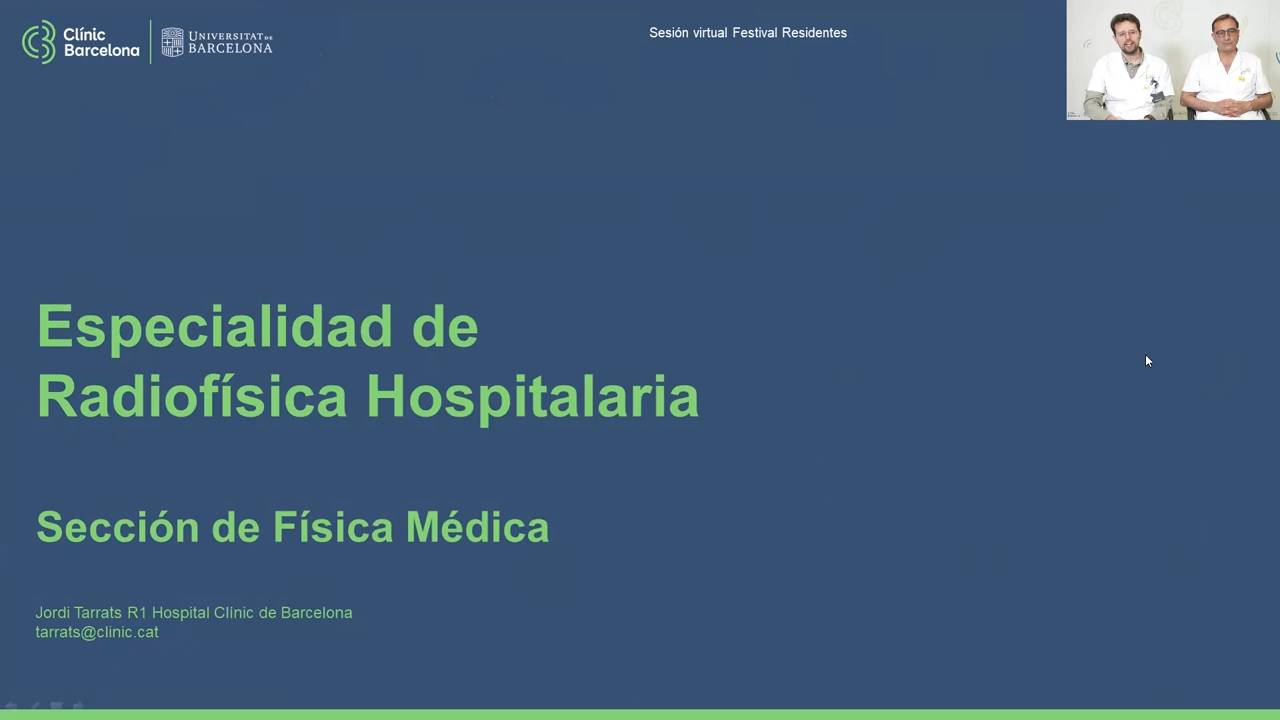 Clínic
Barcelona
UNIVERSITAT DE
BARCELONA
Sesión virtual Festival Residentes
Especialidad de
Radiofísica Hospitalaria
Sección de Física Médica
Jordi Tarrats R1 Hospital Clínic de Barcelona
tarrats@clinic.cat